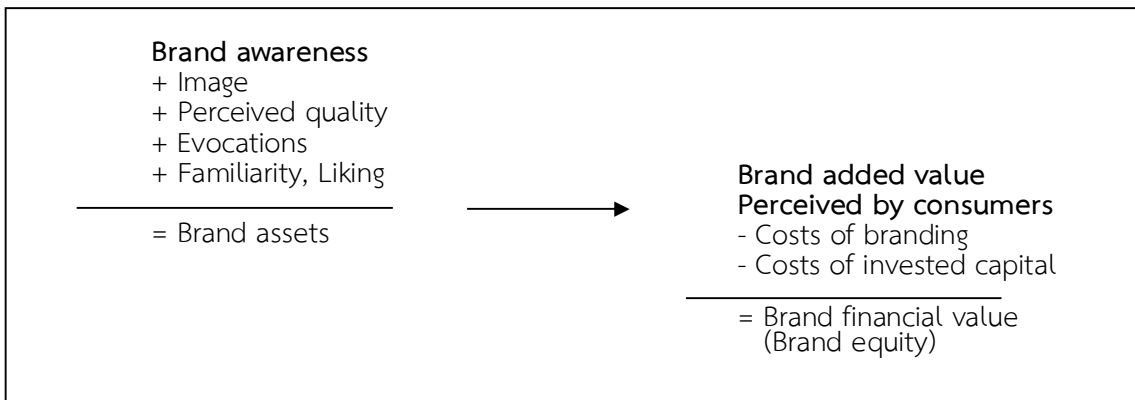 Brand awareness
+ Image
+ Perceived quality
+ Evocations
+ Familiarity, Liking
= Brand assets
Brand added value
Perceived by consumers
- Costs of branding
- Costs of invested capital
= Brand financial value
(Brand equity)